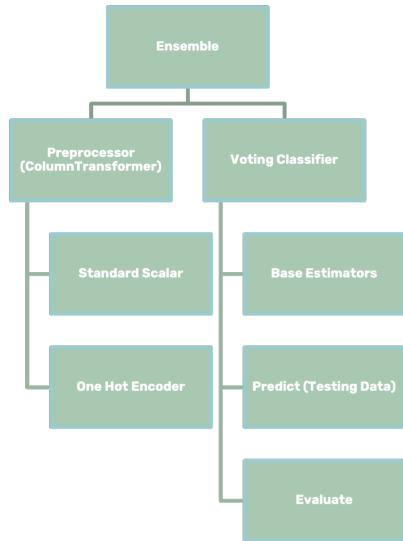 Ensemble
Preprocessor
(ColumnTransformer)
Voting Classifier
Standard Scalar
Base Estimators
One Hot Encoder
Predict (Testing Data)
Evaluate